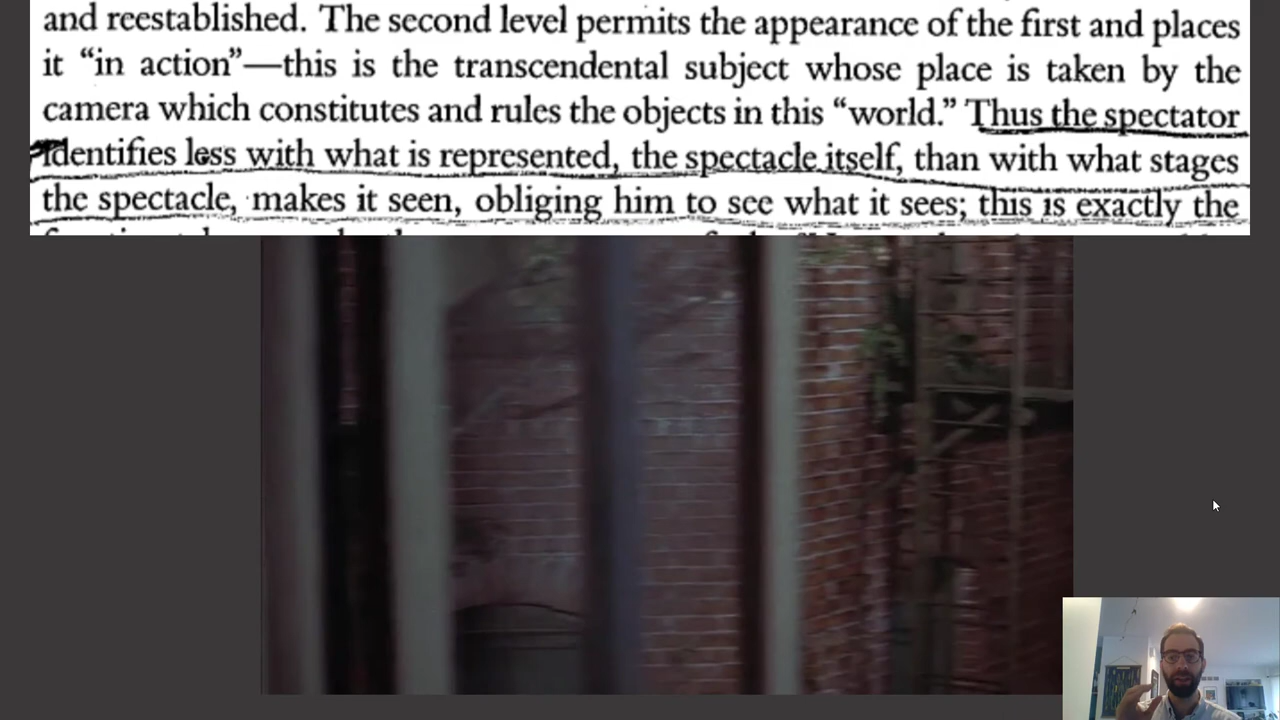 and reestablished. The second level permits the appearance of the first and places
it “in action”—this is the transcendental subject whose place is taken by the
camera which constitutes and rules the objects in this “world.” Thus the spectator
identifies less with what is represented, the spectacle itself, than with what stages
the spectacle, makes it seen, obliging him to see what it sees; this is exactly the